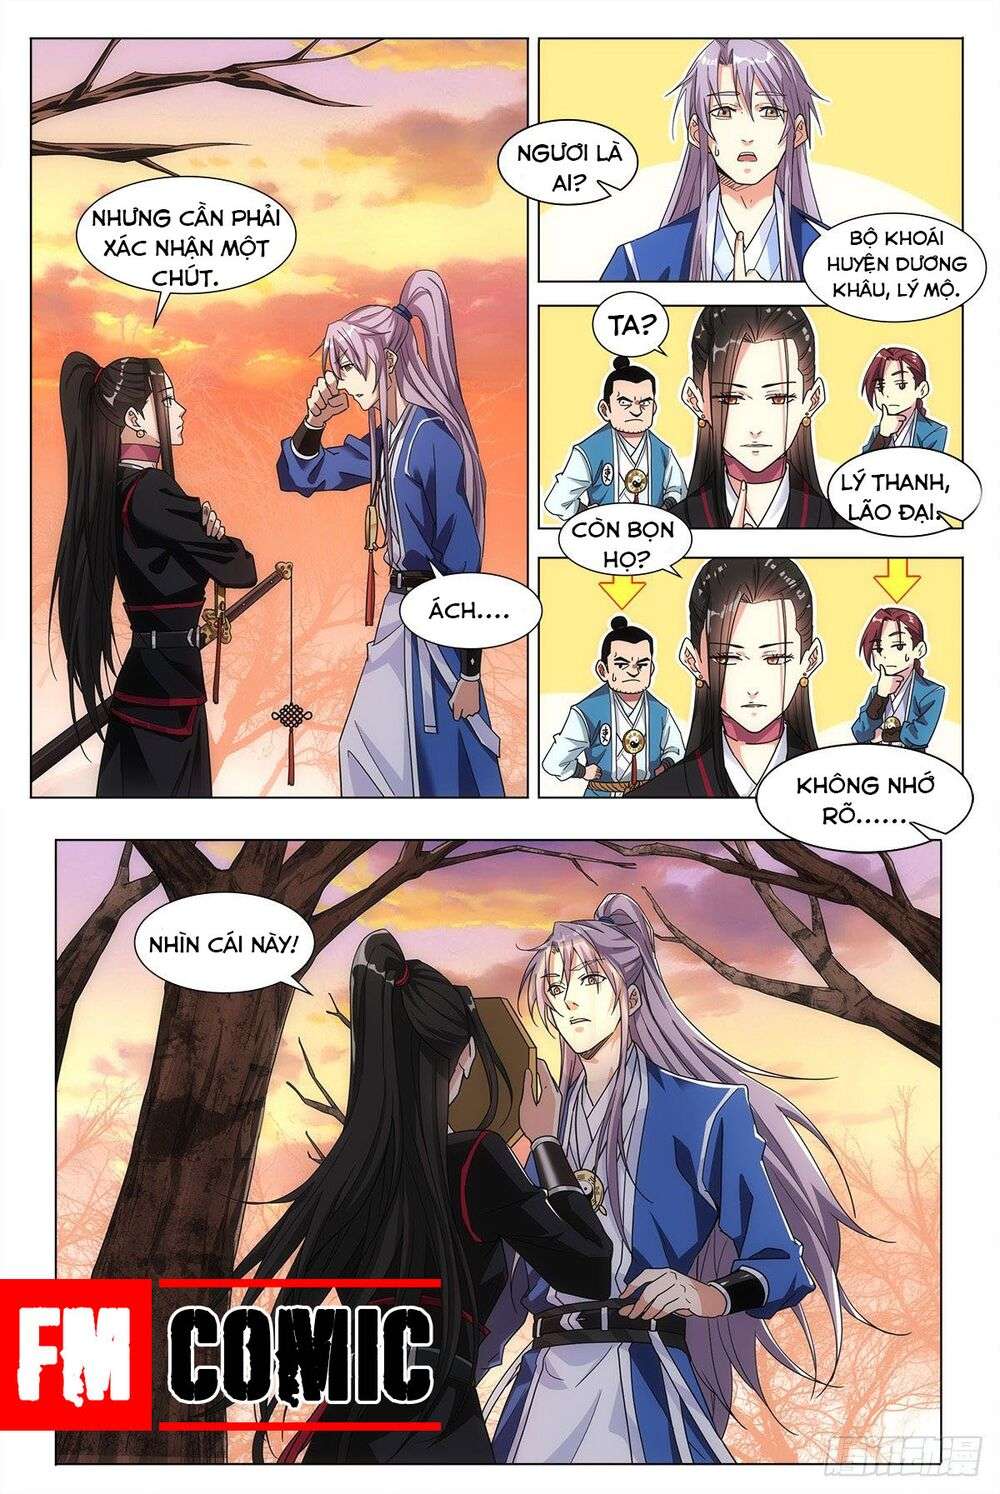 NHƯNG CẦN PHẢI
XÁC NHẬN MỘT
CHÚT.
ÁCH....
NGƯƠI LÀ
AI?
BỘ KHOÁI
HUYỆN DƯƠNG
KHÂU, LÝ MỘ.
TA?
LÝ THANH,
LÃO ĐẠI.
CÒN BỌN
HỌ?
KHÔNG NHỚ
RÕ......
NHÌN CÁI NÀY!
FM COMIC